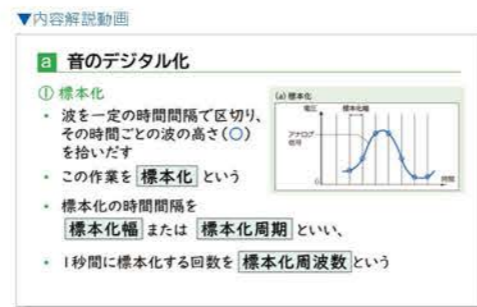 ▼内容解説動画
a 音のデジタル化
① 標本化
・ 波を一定の時間間隔で区切り、
その時間ごとの波の高さ(○)
を拾いだす
・ この作業を 標本化 という
・ 標本化の時間間隔を
標本化幅 または 標本化周期 といい、
・ 1秒間に標本化する回数を 標本化周波数 という
(a) 標本化
電圧
標本化幅
アナログ
信号
0
時間